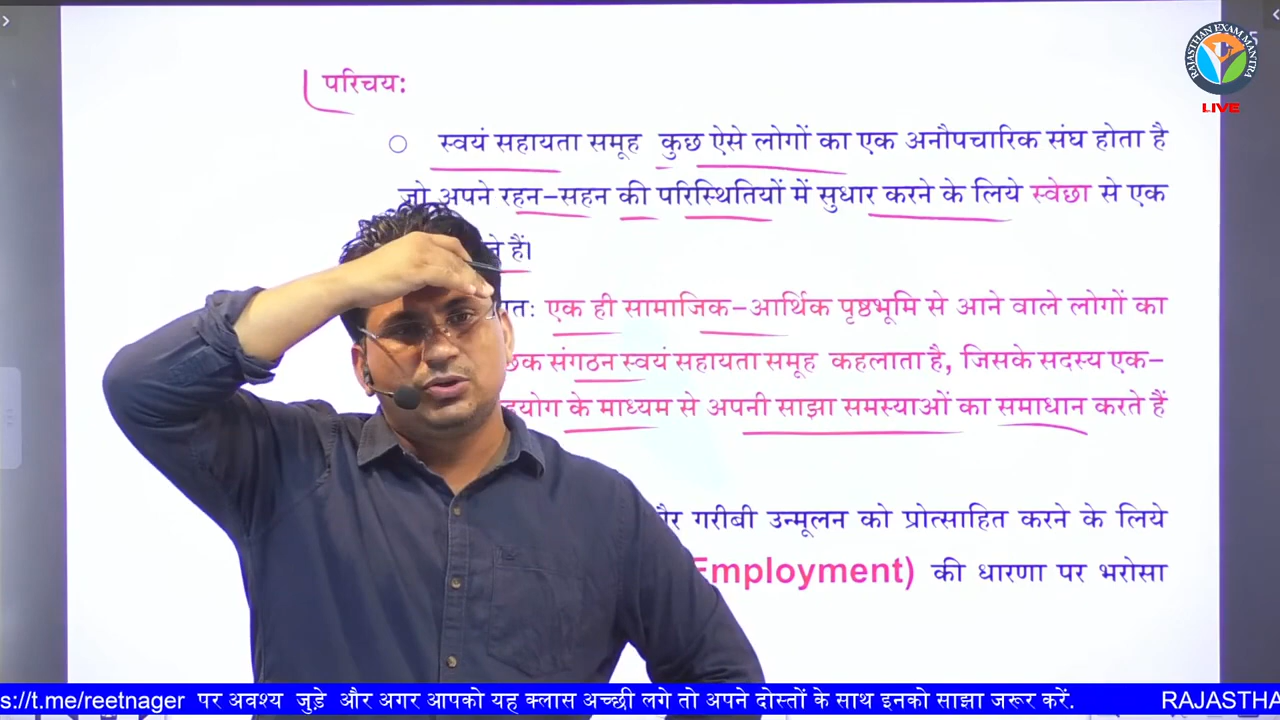 RAJASTHAN EXAM MANTRA
LIVE
परिचय:
स्वयं सहायता समूह कुछ ऐसे लोगों का एक अनौपचारिक संघ होता है
जो अपने रहन-सहन की परिस्थितियों में सुधार करने के लिये स्वेछा से एक
हैं।
एक ही सामाजिक-आर्थिक पृष्ठभूमि से आने वाले लोगों का
संगठन स्वयं सहायता समूह कहलाता है, जिसके सदस्य एक-
के माध्यम से अपनी साझा समस्याओं का समाधान करते हैं
गरीबी उन्मूलन को प्रोत्साहित करने के लिये
Employment) की धारणा पर भरोसा
s://t.me/reetnager पर अवश्य जुड़े और अगर आपको यह क्लास अच्छी लगे तो अपने दोस्तों के साथ इनको साझा जरूर करें. RAJASTHA